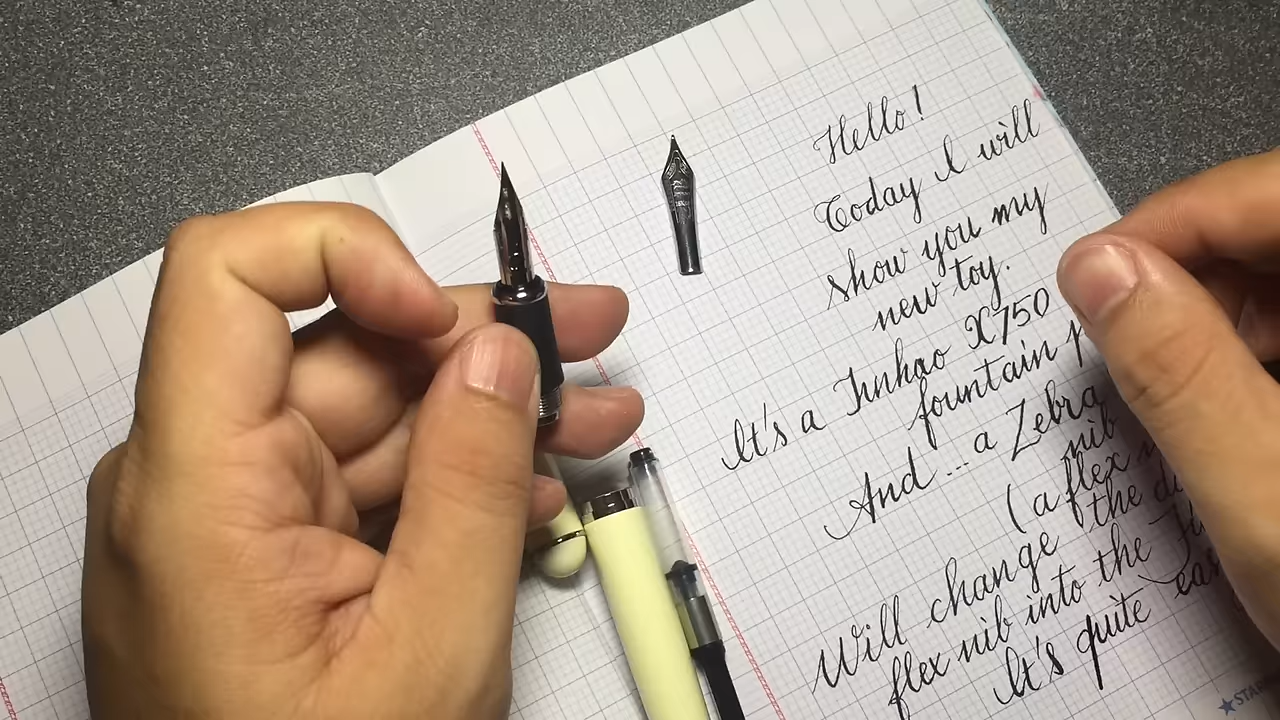 Hello!
Today I will
show you my
new toy.
It's a Jinhao X750
fountain
And ... a Zebra
nib
(a flex
Will change the
flex nib into the
It's quite